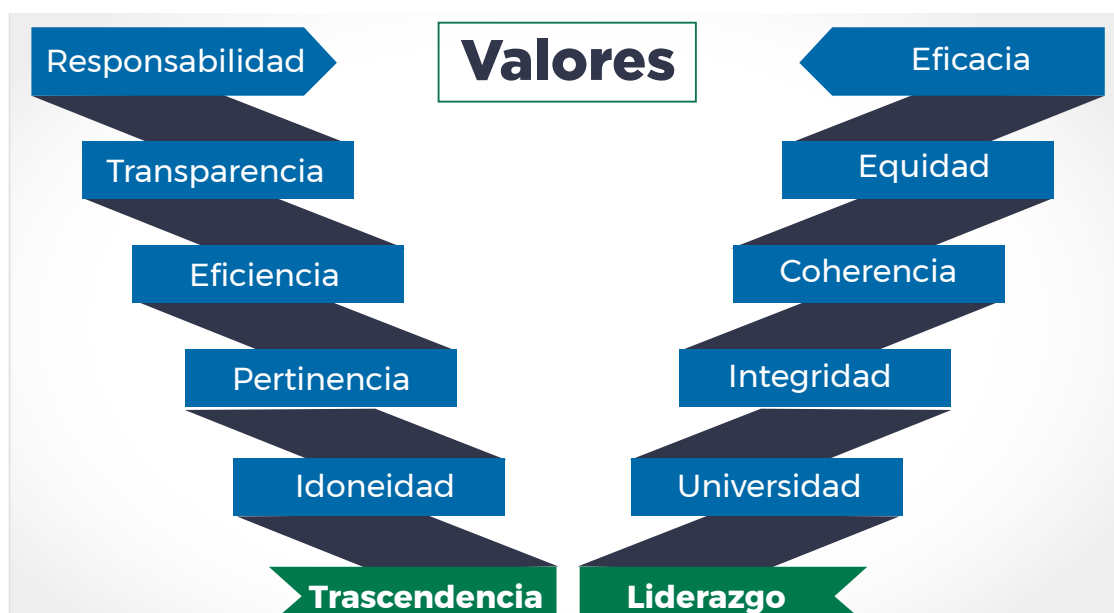 Valores
Responsabilidad
Transparencia
Eficiencia
Pertinencia
Idoneidad
Trascendencia
Eficacia
Equidad
Coherencia
Integridad
Universidad
Liderazgo